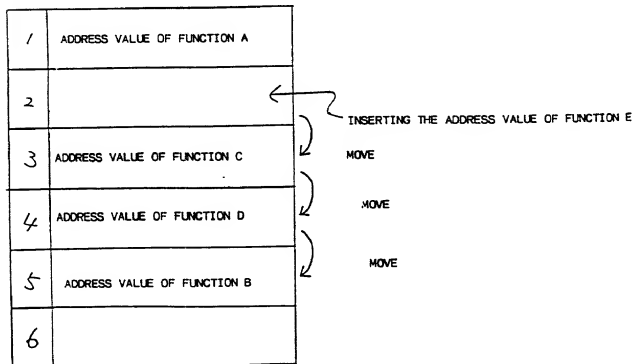 1 ADDRESS VALUE OF FUNCTION A
2
INSERTING THE ADDRESS VALUE OF FUNCTION E
3 ADDRESS VALUE OF FUNCTION C
MOVE
4 ADDRESS VALUE OF FUNCTION D
MOVE
5 ADDRESS VALUE OF FUNCTION B
MOVE
6